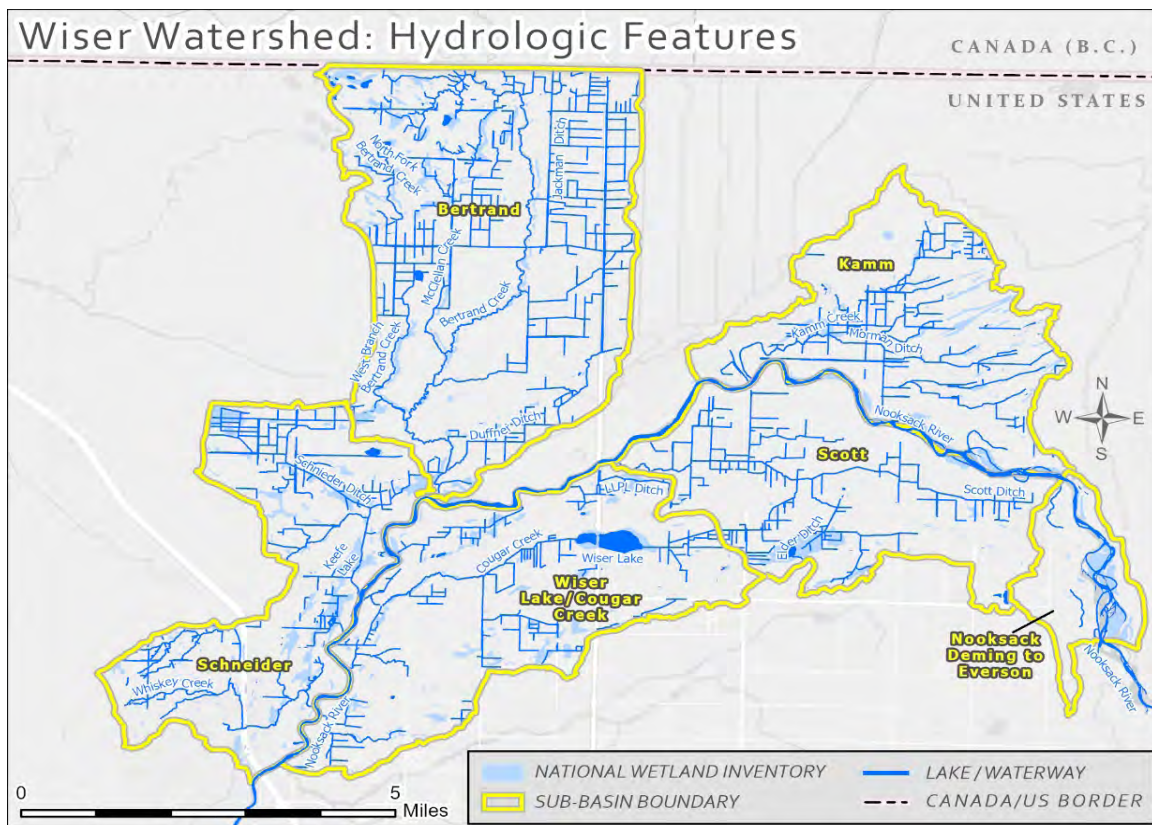 Wiser Watershed: Hydrologic Features
CANADA (B.C.)
UNITED STATES
North Fork
Bertrand Creek
Jackman Ditch
Bertrand
McClellan Creek
Bertrand Creek
West Branch
Bertrand Creek
Duffner Ditch
Kamm
Kamm Creek
Morman Ditch
Nooksack River
N
W E
S
Scott
Scott Ditch
Elder Ditch
LLPL Ditch
Schnieder Ditch
Keefe
Lake
Cougar Creek
Wiser Lake
Wiser
Lake/Cougar
Creek
Nooksack
Deming to
Everson
Nooksack River
Schneider
Whiskey Creek
Nooksack River
0 5
Miles
NATIONAL WETLAND INVENTORY
SUB-BASIN BOUNDARY
LAKE/WATERWAY
CANADA/US BORDER